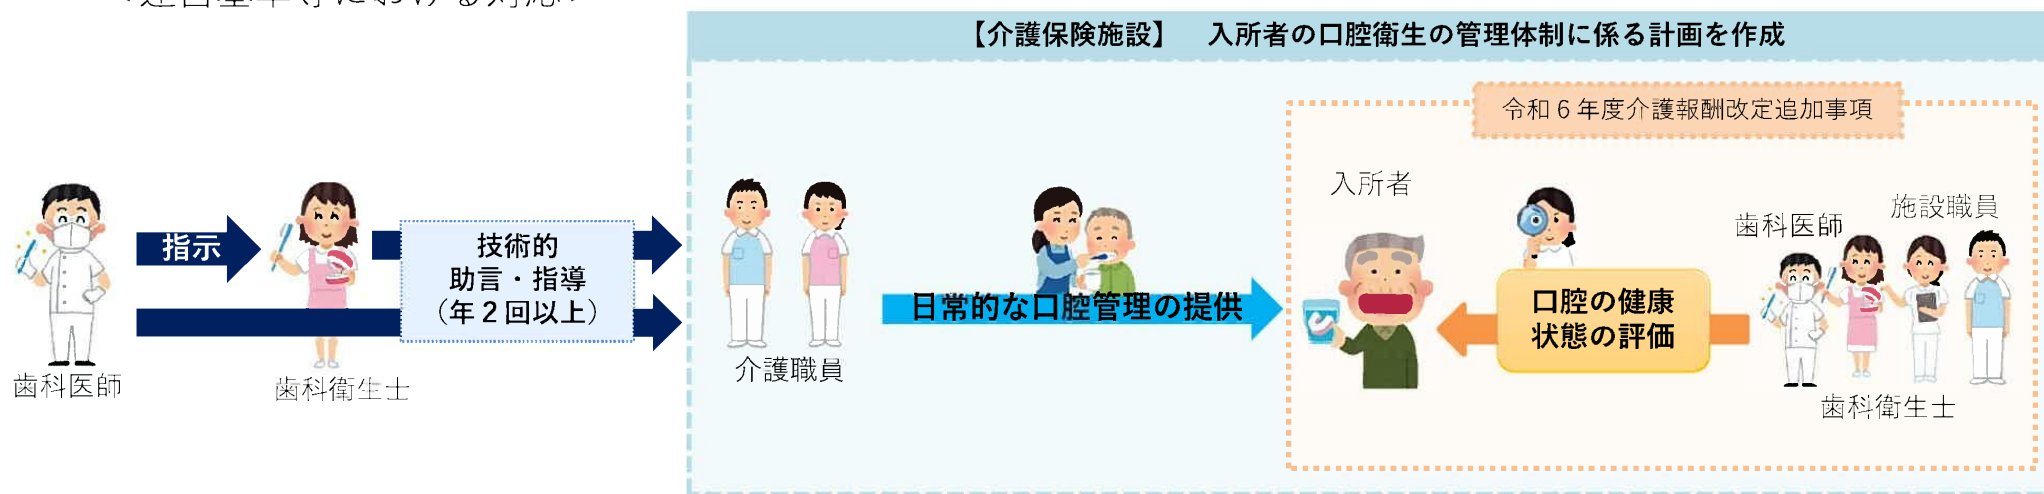 【介護保険施設】　入所者の口腔衛生の管理体制に係る計画を作成
令和６年度介護報酬改定追加事項
指示
技術的
助言・指導
（年２回以上）
歯科医師
歯科衛生士
介護職員
日常的な口腔管理の提供
入所者
口腔の健康
状態の評価
歯科医師
施設職員
歯科衛生士